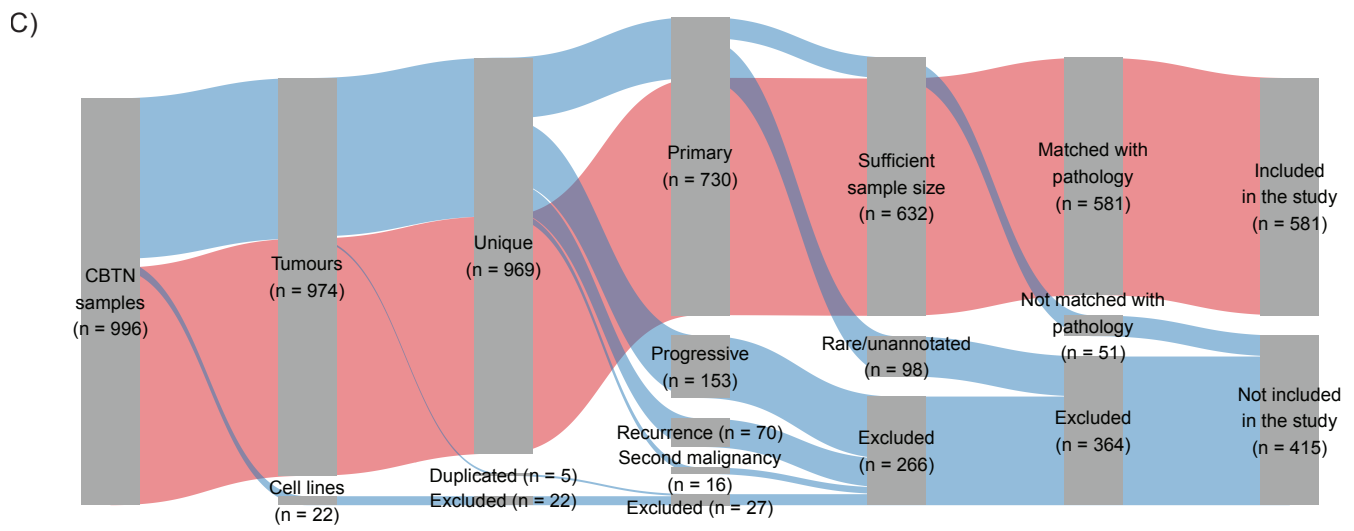 C)
CBTN
samples
(n = 996)
Tumours
(n = 974)
Cell lines
(n = 22)
Unique
(n = 969)
Duplicated (n = 5)
Excluded (n = 22)
Primary
(n = 730)
Progressive
(n = 153)
Recurrence (n = 70)
Second malignancy
(n = 16)
Excluded (n = 27)
Sufficient
sample size
(n = 632)
Rare/unannotated
(n = 98)
Excluded
(n = 266)
Matched with
pathology
(n = 581)
Not matched with
pathology
(n = 51)
Excluded
(n = 364)
Included
in the study
(n = 581)
Not included
in the study
(n = 415)